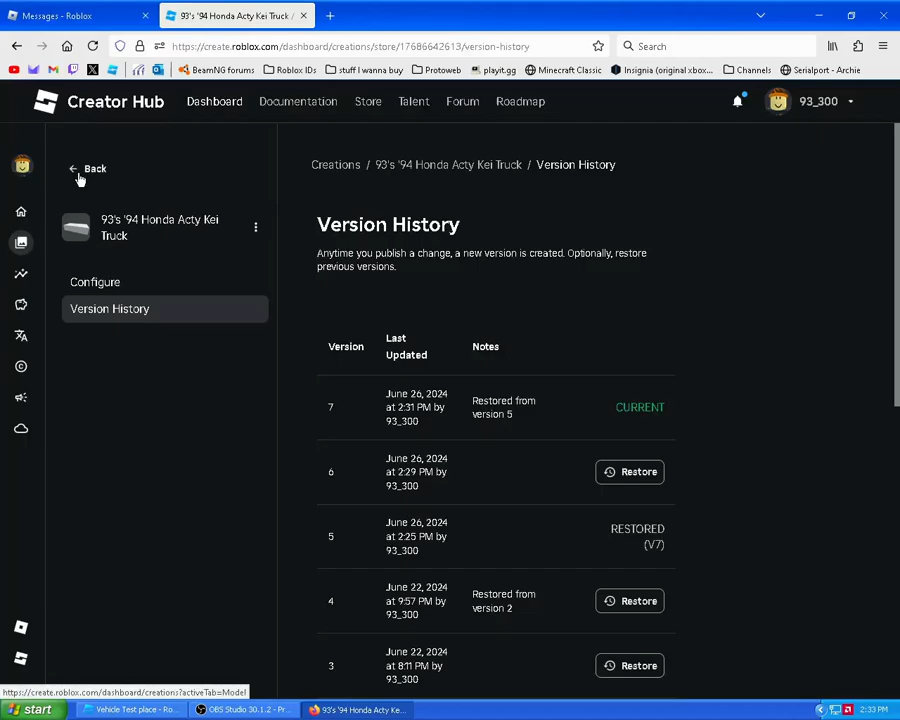 Messages - Roblox
93's '94 Honda Acty Kei Truck /
https://create.roblox.com/dashboard/creations/store/17686642613/version-history
Search
BeamNG forums
Roblox IDs
stuff I wanna buy
Protoweb
playit.gg
Minecraft Classic
Insignia (original xbox...
Channels
Serialport - Archie
Creator Hub
Dashboard
Documentation
Store
Talent
Forum
Roadmap
93_300
Back
93's '94 Honda Acty Kei
Truck
Configure
Version History
Creations / 93's '94 Honda Acty Kei Truck / Version History
Version History
Anytime you publish a change, a new version is created. Optionally, restore
previous versions.
Version
Last
Updated
Notes
7
June 26, 2024
at 2:31 PM by
93_300
Restored from
version 5
CURRENT
6
June 26, 2024
at 2:29 PM by
93_300
Restore
5
June 26, 2024
at 2:25 PM by
93_300
RESTORED
(V7)
4
June 22, 2024
at 9:57 PM by
93_300
Restored from
version 2
Restore
3
June 22, 2024
at 8:11 PM by
93_300
Restore
https://create.roblox.com/dashboard/creations?activeTab=Model
start
Vehicle Test place - Ro...
OBS Studio 30.1.2 - Pr...
93's '94 Honda Acty Ke...
2:33 PM